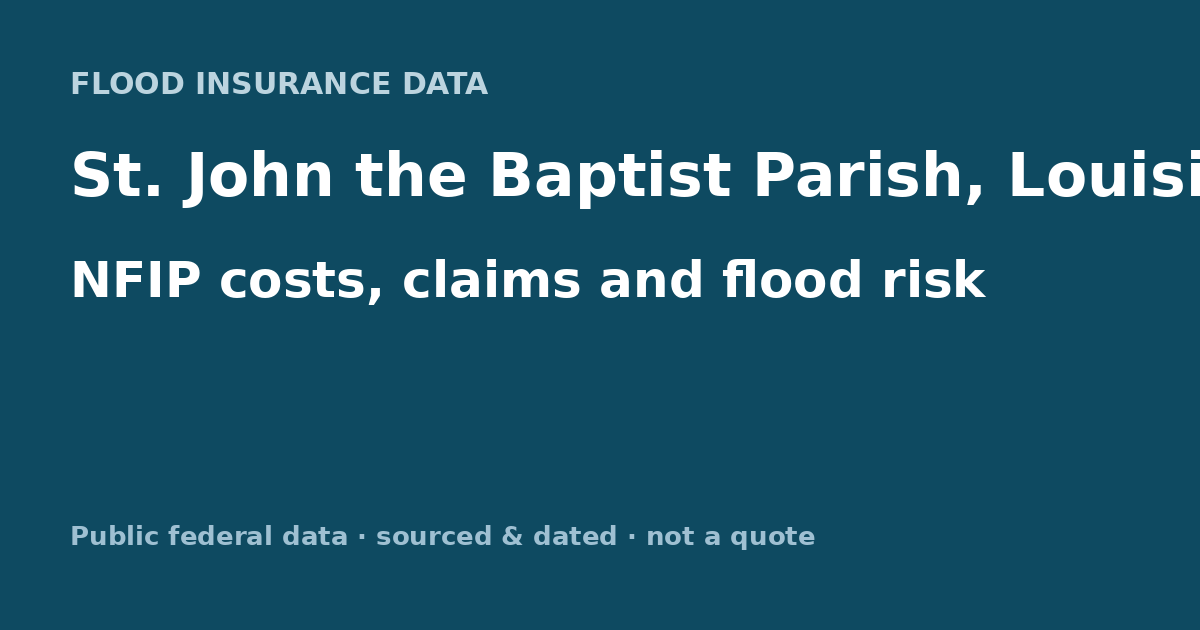 FLOOD INSURANCE DATA
St. John the Baptist Parish, Louisi
NFIP costs, claims and flood risk
Public federal data · sourced & dated · not a quote